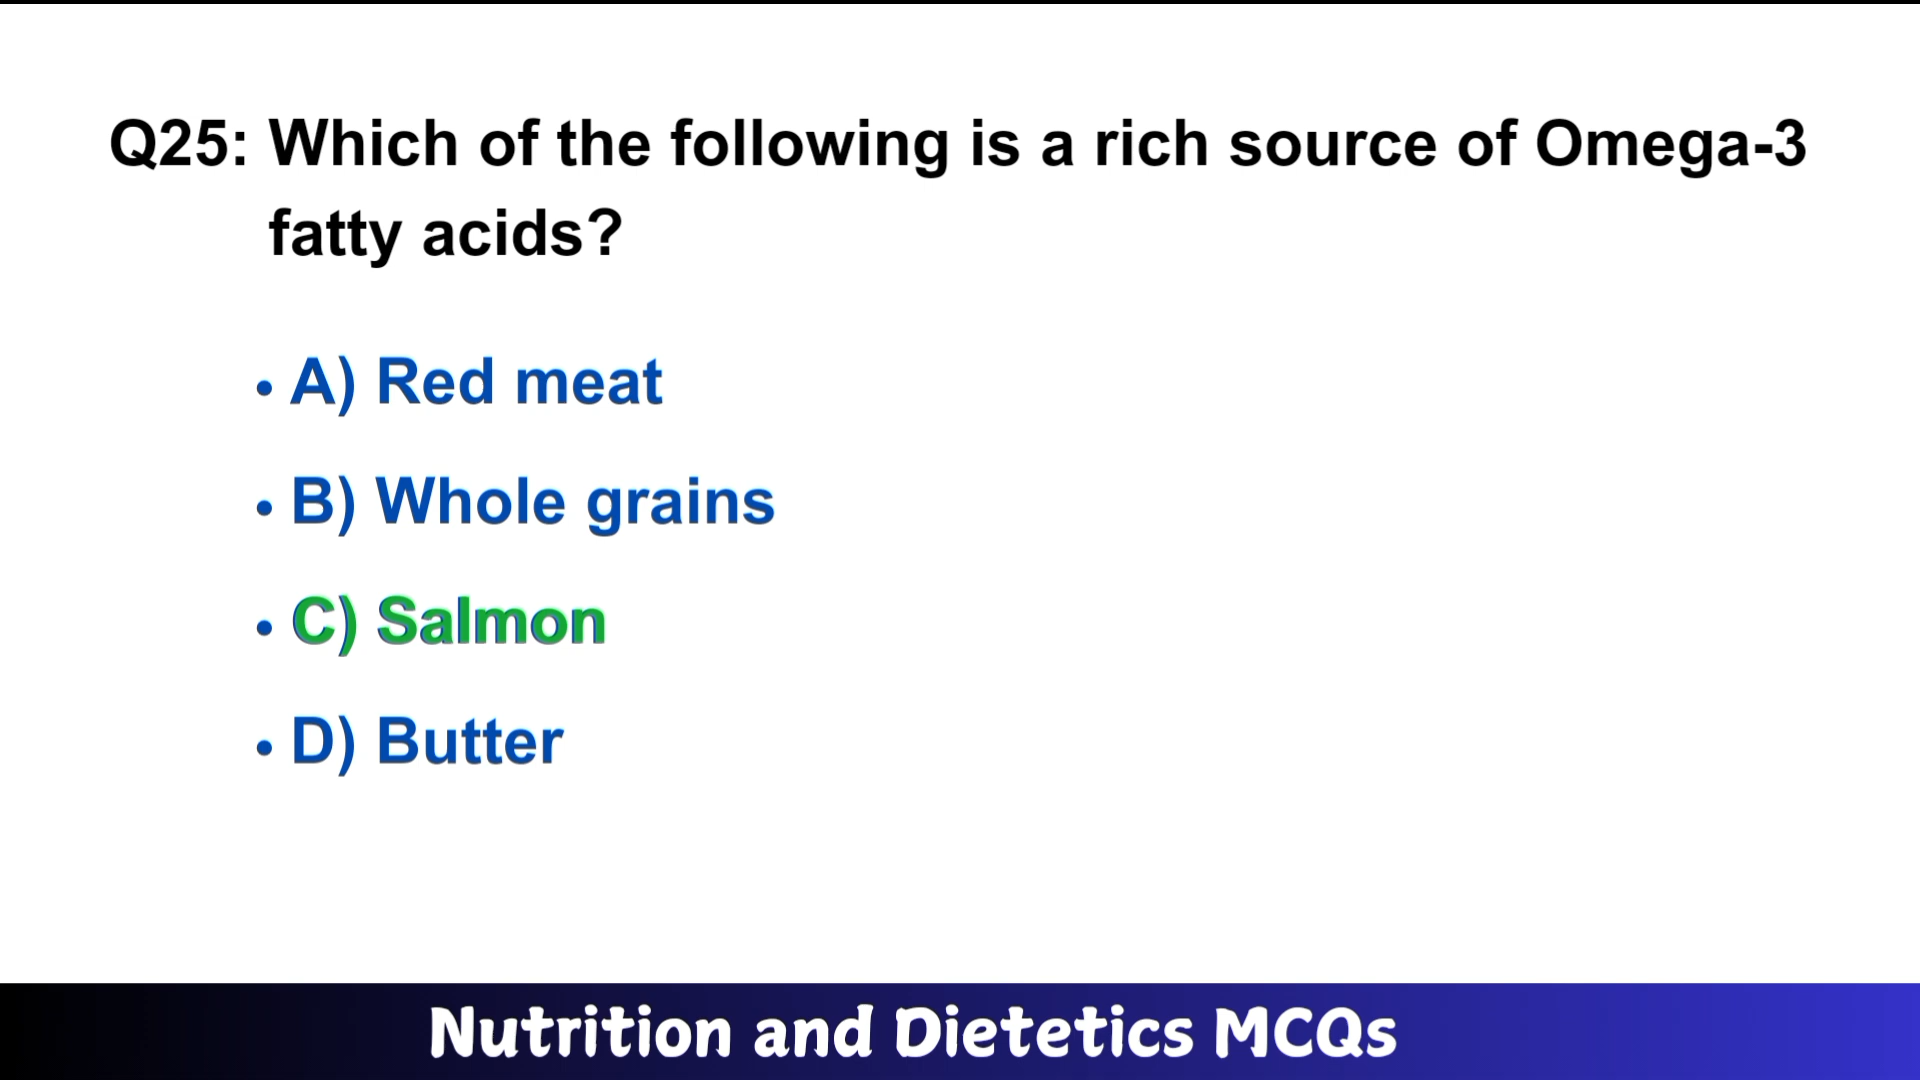 Q25: Which of the following is a rich source of Omega-3
fatty acids?
• A) Red meat
• B) Whole grains
• C) Salmon
• D) Butter
Nutrition and Dietetics MCQs